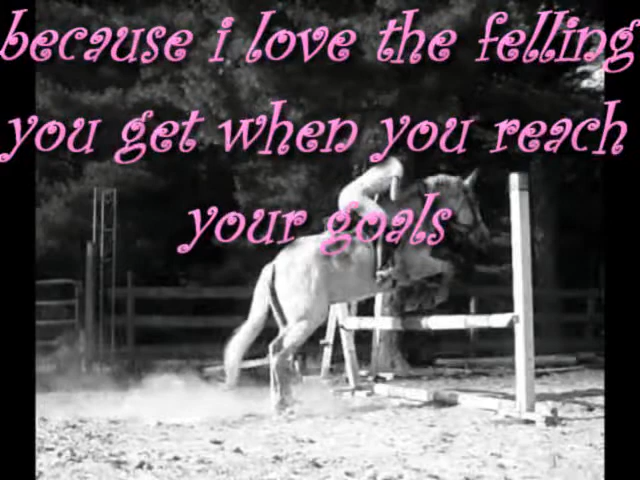 because i love the felling
you get when you reach
your goals